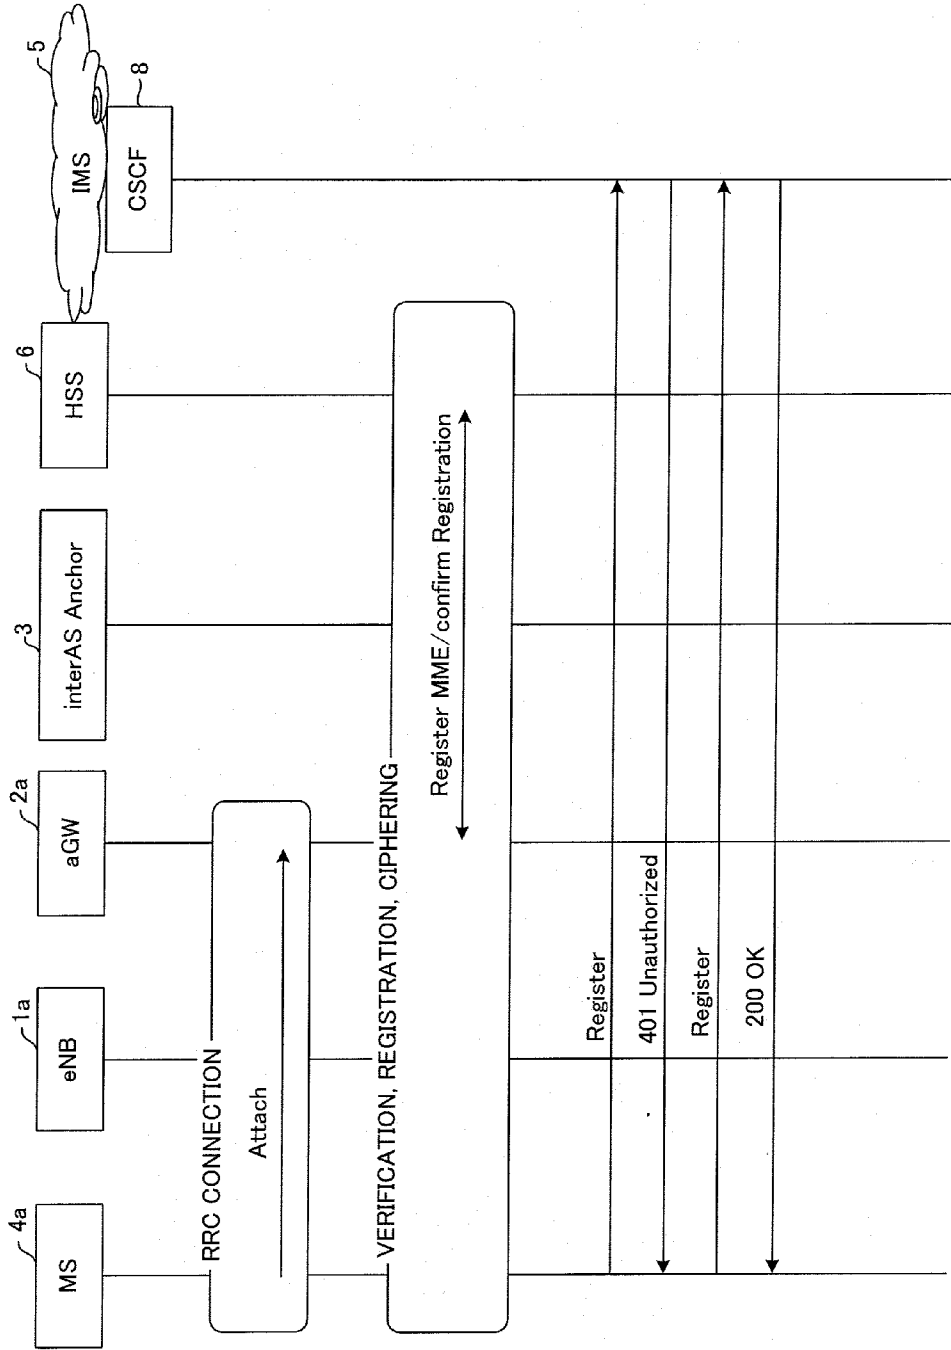 4a
MS
1a
eNB
2a
aGW
3
interAS Anchor
6
HSS
5
IMS
8
CSCF
RRC CONNECTION
Attach
VERIFICATION, REGISTRATION, CIPHERING
Register MME/confirm Registration
Register
401 Unauthorized
Register
200 OK